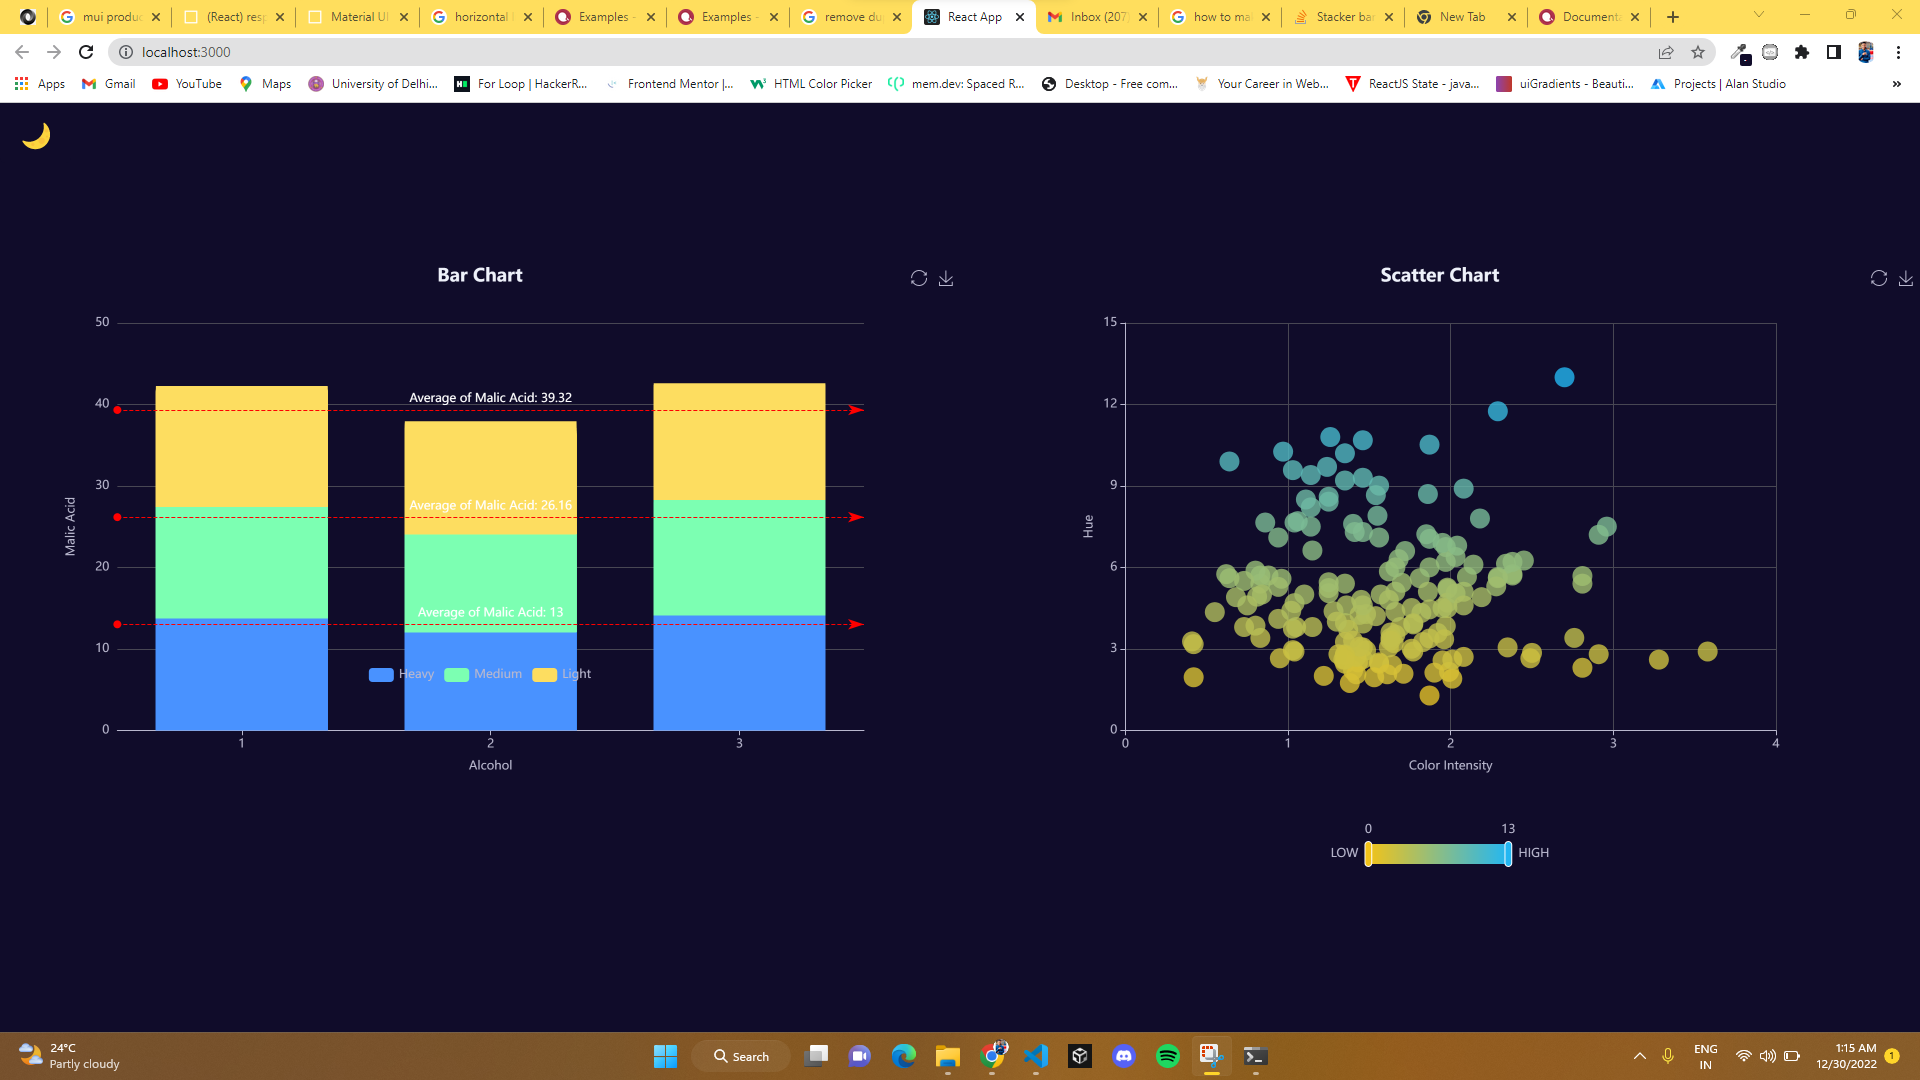 mui produc
(React) resp
Material UI
horizontal
Examples -
Examples -
remove du
React App
Inbox (207
how to mal
Stacker bar
New Tab
Document
localhost:3000
Apps
Gmail
YouTube
Maps
University of Delhi...
For Loop | HackerR...
Frontend Mentor |...
HTML Color Picker
mem.dev: Spaced R...
Desktop - Free com...
Your Career in Web...
ReactJS State - java...
uiGradients - Beauti...
Projects | Alan Studio
»
Bar Chart
50
40
30
20
10
0
Malic Acid
Average of Malic Acid: 39.32
Average of Malic Acid: 26.16
Average of Malic Acid: 13
Heavy Medium Light
1 2 3
Alcohol
Scatter Chart
15
12
9
6
3
0
Hue
0 1 2 3 4
Color Intensity
0 13
LOW HIGH
24°C
Partly cloudy
Search
ENG
IN
1:15 AM
12/30/2022
1